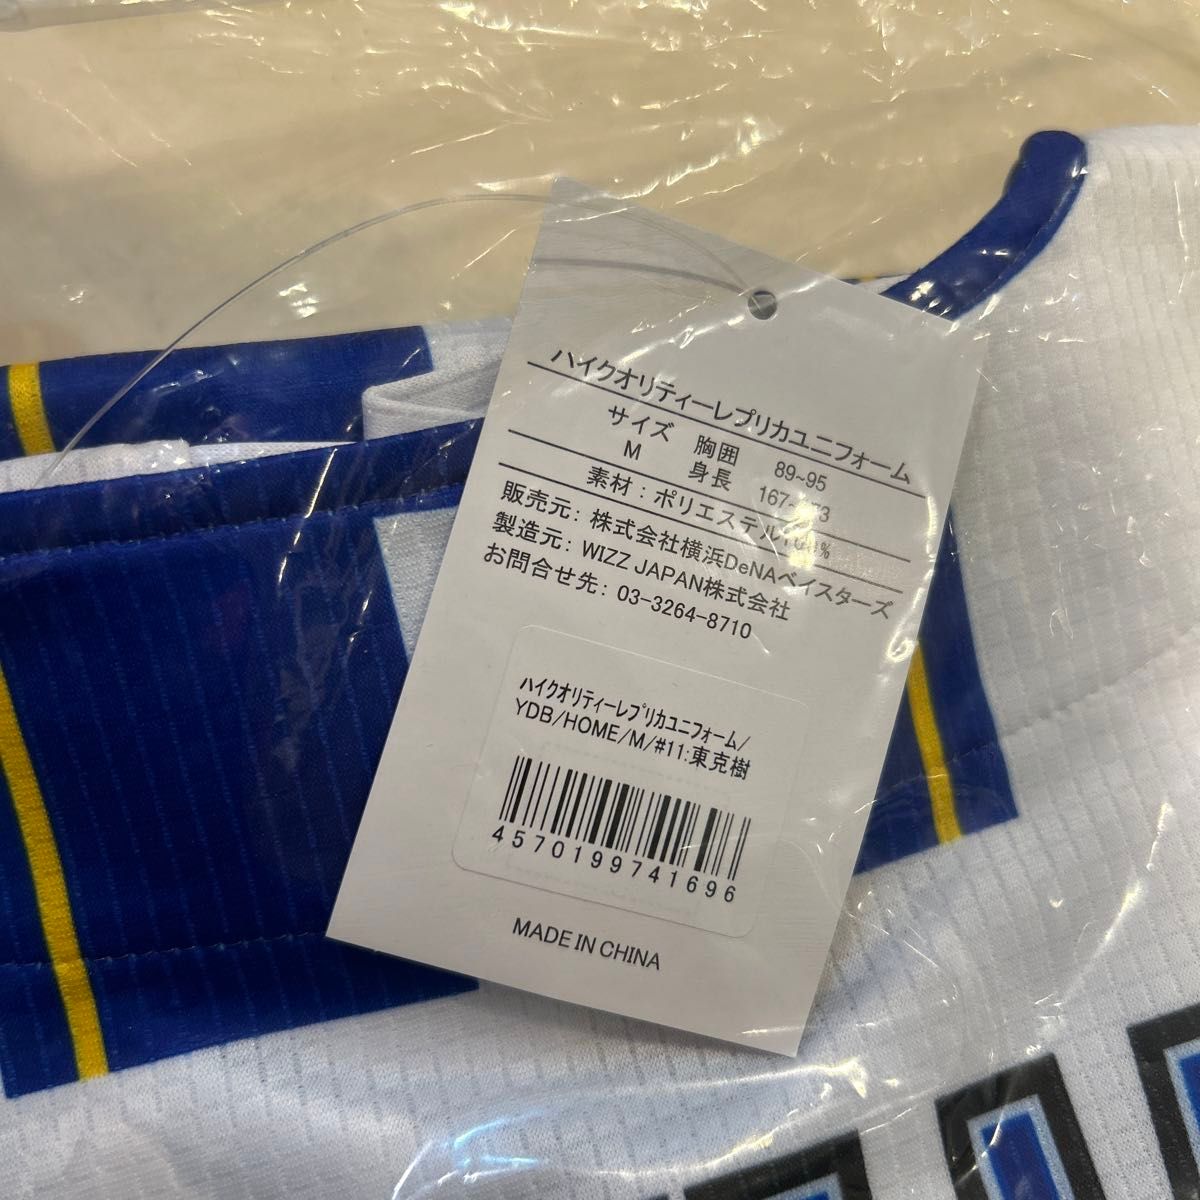 ハイクオリティーレプリカユニフォーム
サイズ 胸囲 89~95
M 身長
素材：ポリエステル100%
販売元：株式会社横浜DeNAベイスターズ
製造元：WIZZ JAPAN株式会社
お問合せ先：03-3264-8710
ハイクオリティーレプリカユニフォーム/
YDB/HOME/M/#11:東克樹
4570199741696
MADE IN CHINA